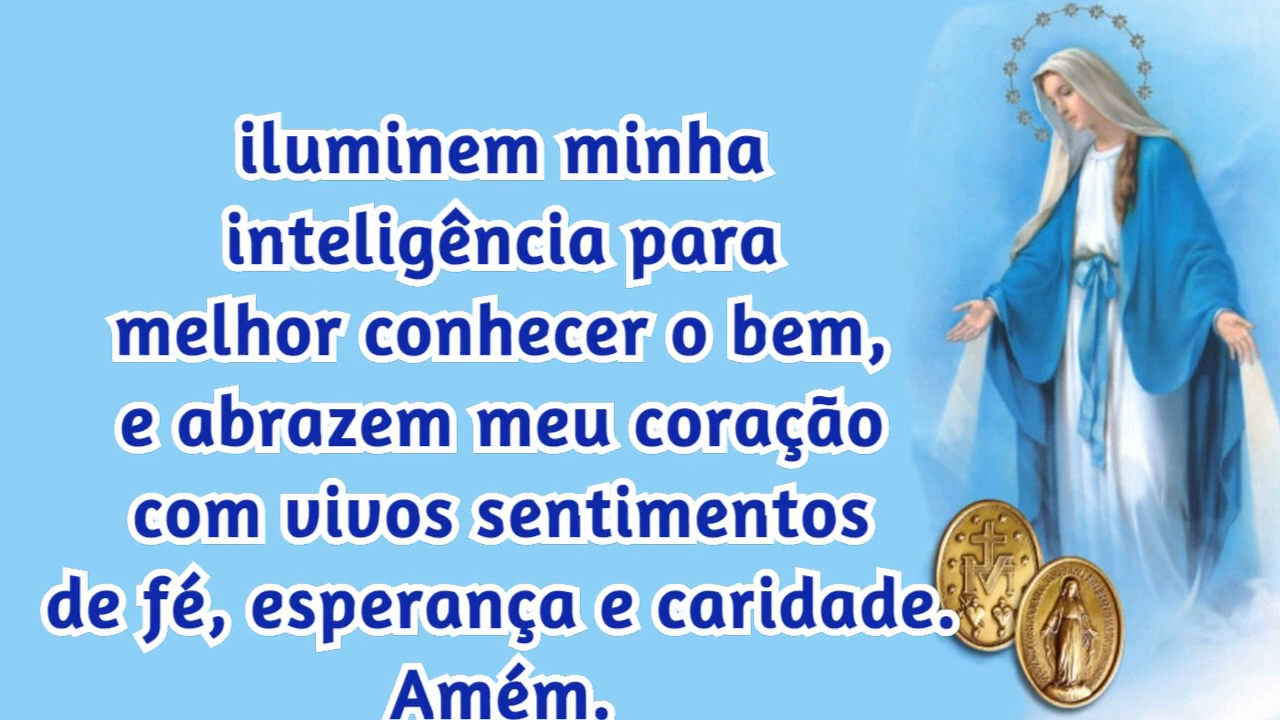 iluminem minha
inteligência para
melhor conhecer o bem,
e abrazem meu coração
com vivos sentimentos
de fé, esperança e caridade.
Amém.